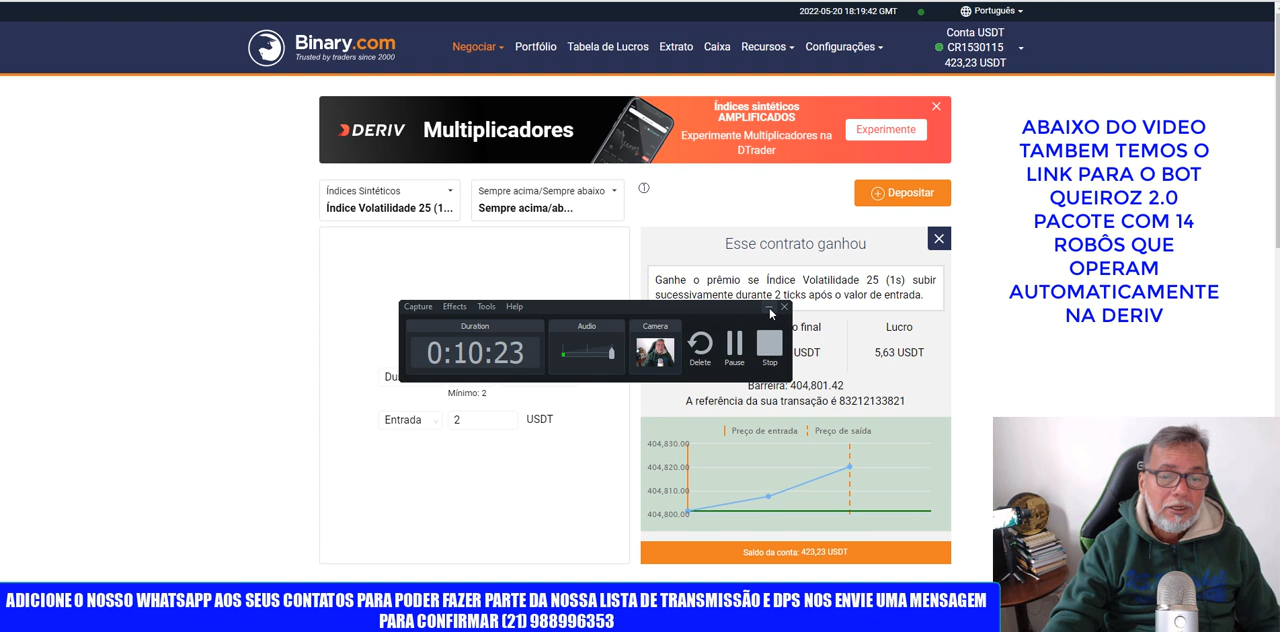 2022-05-20 18:19:42 GMT
Português
Binary.com
Trusted by traders since 2000
Negociar Portfólio Tabela de Lucros Extrato Caixa Recursos Configurações
Conta USDT
CR1530115
423,23 USDT
DERIV Multiplicadores
Índices sintéticos
AMPLIFICADOS
Experimente Multiplicadores na
DTrader
Experimente
ABAIXO DO VIDEO
TAMBEM TEMOS O
LINK PARA O BOT
QUEIROZ 2.0
PACOTE COM 14
ROBÔS QUE
OPERAM
AUTOMATICAMENTE
NA DERIV
Índices Sintéticos
Índice Volatilidade 25 (1...
Sempre acima/Sempre abaixo
Sempre acima/ab...
Depositar
Esse contrato ganhou
Ganhe o prêmio se Índice Volatilidade 25 (1s) subir
sucessivamente durante 2 ticks após o valor de entrada.
Capture Effects Tools Help
Duration
0:10:23
Audio
Camera
Delete
Pause
Stop
o final
USDT
Lucro
5,63 USDT
Du
Mínimo: 2
Entrada 2 USDT
Barreira: 404,801.42
A referência da sua transação é 83212133821
Preço de entrada Preço de saída
404,830.00
404,820.00
404,810.00
404,800.00
Saldo da conta: 423,23 USDT
ADICIONE O NOSSO WHATSAPP AOS SEUS CONTATOS PARA PODER FAZER PARTE DA NOSSA LISTA DE TRANSMISSÃO E DPS NOS ENVIE UMA MENSAGEM
PARA CONFIRMAR (21) 988996353